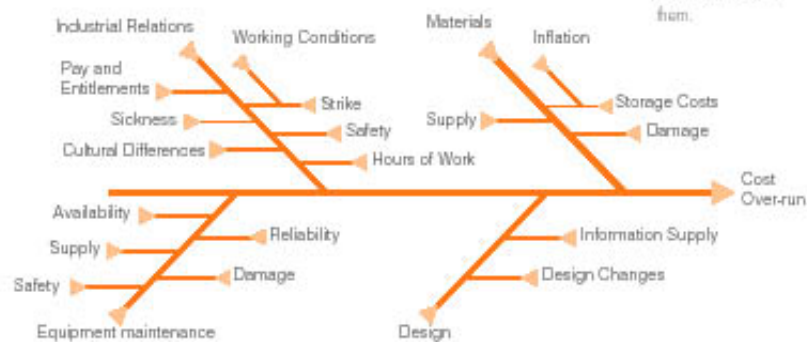 them.
Industrial Relations
Working Conditions
Materials
Inflation
Pay and
Entitlements
Strike
Storage Costs
Sickness
Safety
Supply
Damage
Cultural Differences
Hours of Work
Cost
Over-run
Availability
Reliability
Information Supply
Supply
Damage
Design Changes
Safety
Equipment maintenance
Design